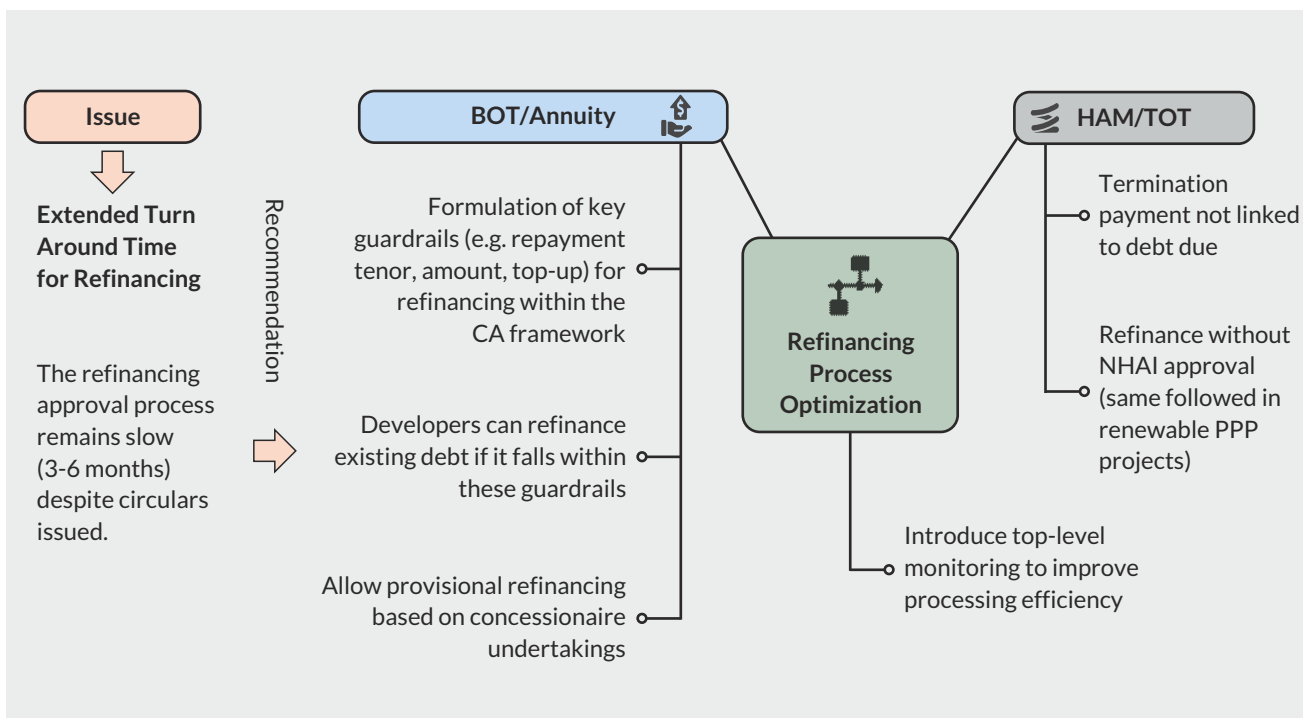 Issue
Extended Turn
Around Time
for Refinancing
The refinancing
approval process
remains slow
(3-6 months)
despite circulars
issued.
Recommendation
BOT/Annuity
Formulation of key
guardrails (e.g. repayment
tenor, amount, top-up) for
refinancing within the
CA framework
Developers can refinance
existing debt if it falls within
these guardrails
Allow provisional refinancing
based on concessionaire
undertakings
Refinancing
Process
Optimization
Introduce top-level
monitoring to improve
processing efficiency
HAM/TOT
Termination
payment not linked
to debt due
Refinance without
NHAI approval
(same followed in
renewable PPP
projects)